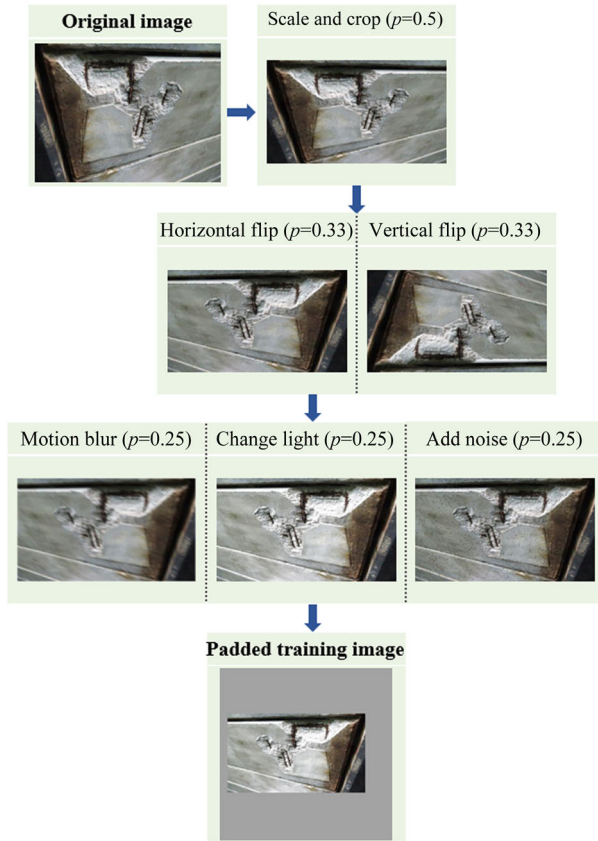 Original image
Scale and crop (p=0.5)
Horizontal flip (p=0.33)
Vertical flip (p=0.33)
Motion blur (p=0.25)
Change light (p=0.25)
Add noise (p=0.25)
Padded training image